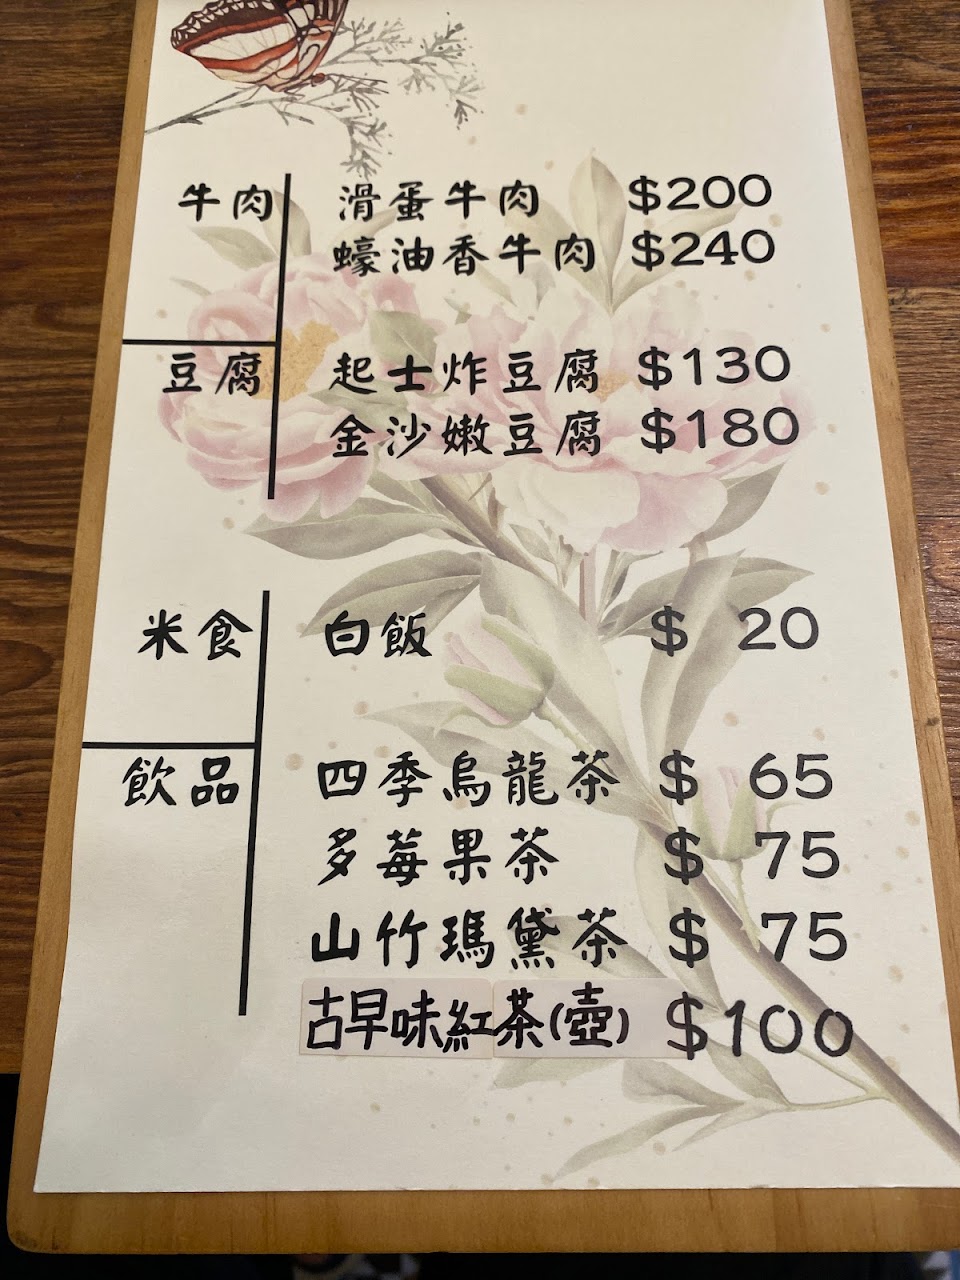 牛肉 滑蛋牛肉 $200
蠔油香牛肉 $240
豆腐 起士炸豆腐 $130
金沙嫩豆腐 $180
米食 白飯 $ 20
飲品 四季烏龍茶 $ 65
多莓果茶 $ 75
山竹瑪黛茶 $ 75
古早味紅茶(壺) $100